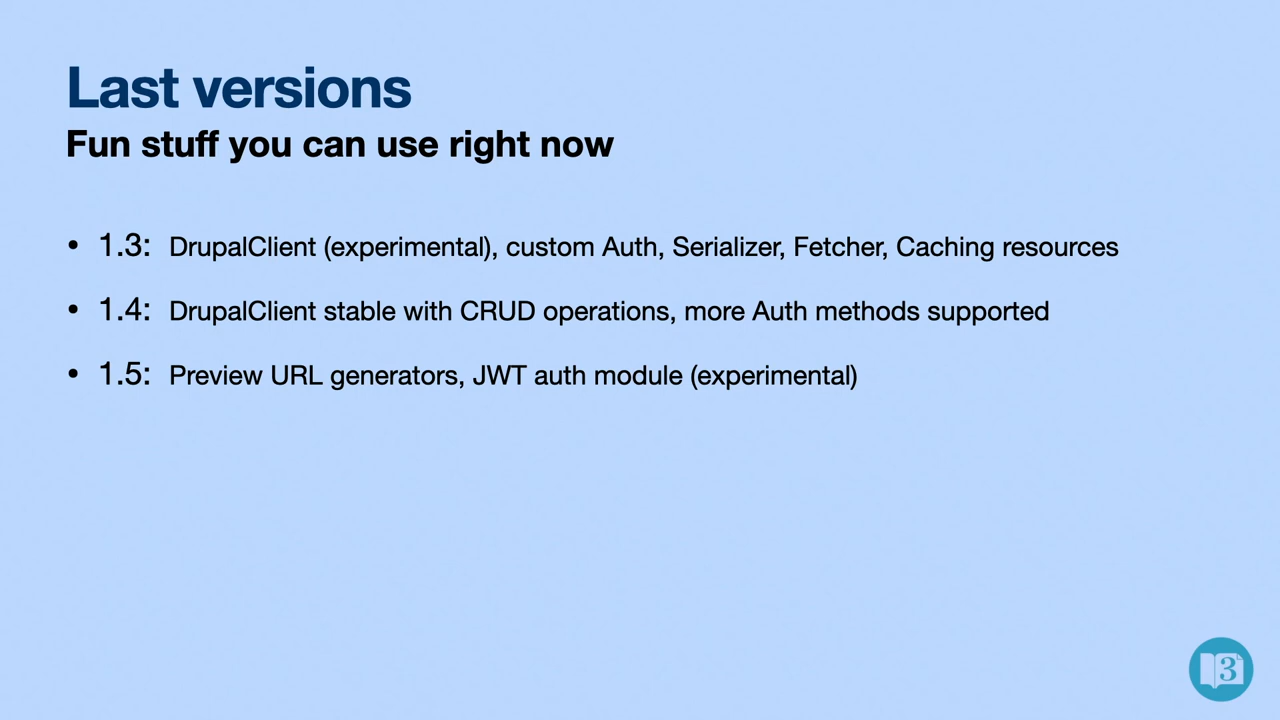 Last versions
Fun stuff you can use right now
• 1.3: DrupalClient (experimental), custom Auth, Serializer, Fetcher, Caching resources
• 1.4: DrupalClient stable with CRUD operations, more Auth methods supported
• 1.5: Preview URL generators, JWT auth module (experimental)
3